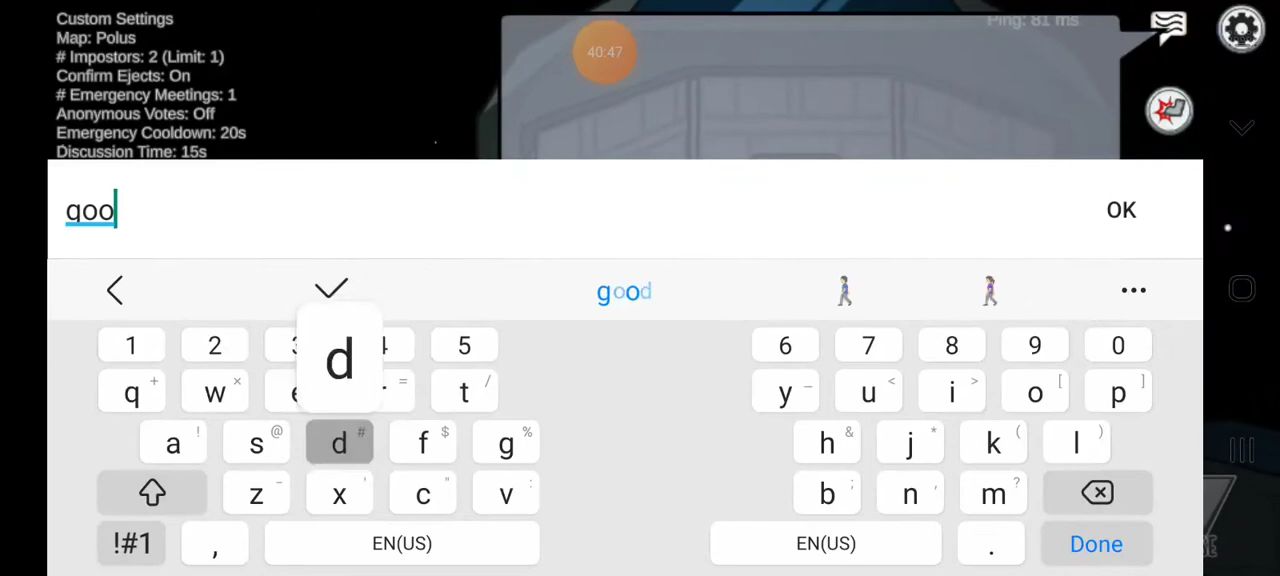 Custom Settings
Map: Polus
# Impostors: 2 (Limit: 1)
Confirm Ejects: On
# Emergency Meetings: 1
Anonymous Votes: Off
Emergency Cooldown: 20s
Discussion Time: 15s
Ping: 81 ms
40:47
goo
OK
good
1 2 3 4 5 6 7 8 9 0
d
q + w × e r = t / y _ u < i > o [ p ]
a ! s @ d # f $ g % h & j * k ( l )
z - x ' c " v : b ; n , m ?
!#1 , EN(US) EN(US) . Done